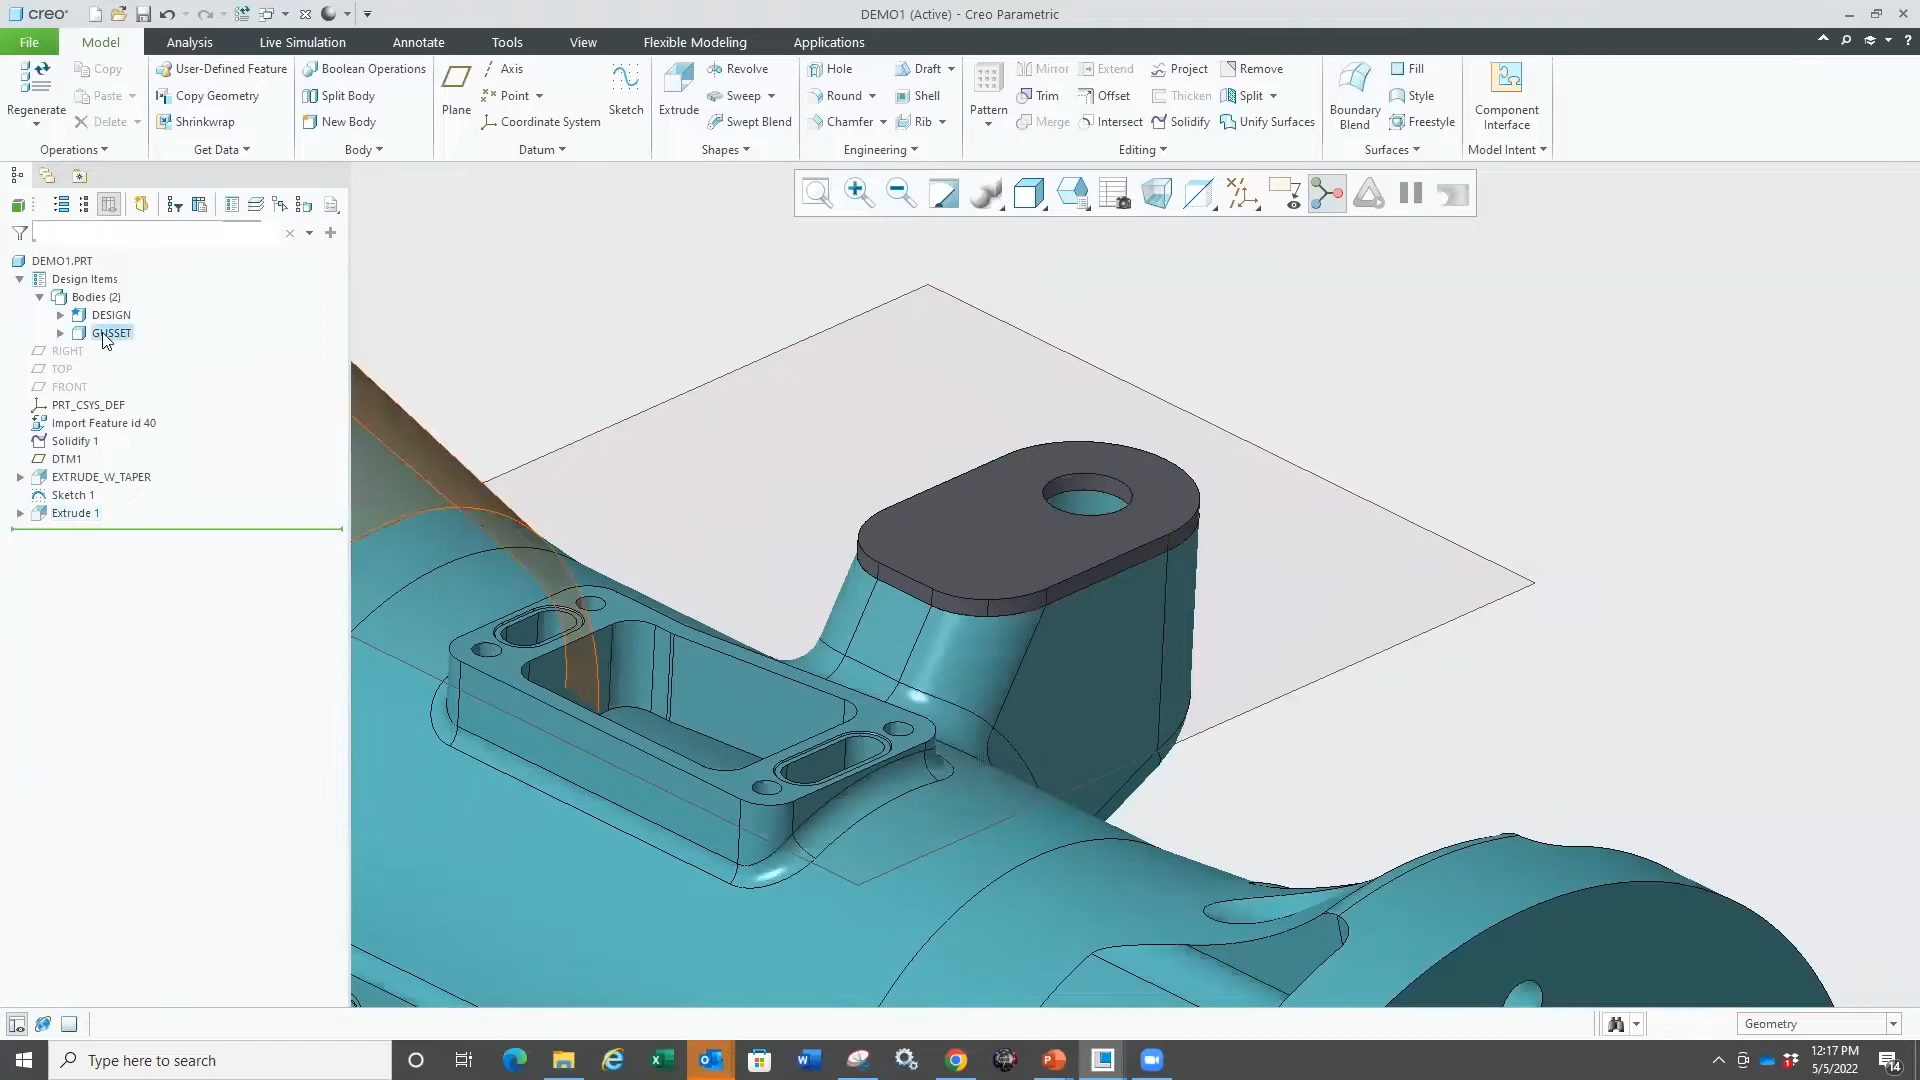 creo
DEMO1 (Active) - Creo Parametric
File Model Analysis Live Simulation Annotate Tools View Flexible Modeling Applications
Regenerate
Copy
Paste
Delete
Operations
User-Defined Feature
Copy Geometry
Shrinkwrap
Get Data
Boolean Operations
Split Body
New Body
Body
Plane
Axis
Point
Coordinate System
Sketch
Datum
Extrude
Revolve
Sweep
Swept Blend
Shapes
Hole
Round
Chamfer
Draft
Shell
Rib
Engineering
Pattern
Mirror
Trim
Merge
Extend
Offset
Intersect
Project
Thicken
Solidify
Remove
Split
Unify Surfaces
Editing
Boundary Blend
Fill
Style
Freestyle
Surfaces
Component Interface
Model Intent
DEMO1.PRT
Design Items
Bodies (2)
DESIGN
GUSSET
RIGHT
TOP
FRONT
PRT_CSYS_DEF
Import Feature id 40
Solidify 1
DTM1
EXTRUDE_W_TAPER
Sketch 1
Extrude 1
Geometry
Type here to search
12:17 PM
5/5/2022
14